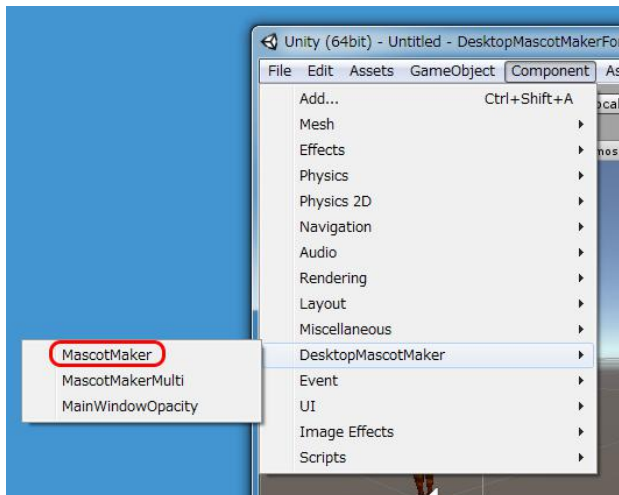 Unity (64bit) - Untitled - DesktopMascotMakerFo
File Edit Assets GameObject Component As
Add... Ctrl+Shift+A
Mesh
Effects
Physics
Physics 2D
Navigation
Audio
Rendering
Layout
Miscellaneous
DesktopMascotMaker
Event
UI
Image Effects
Scripts
MascotMaker
MascotMakerMulti
MainWindowOpacity